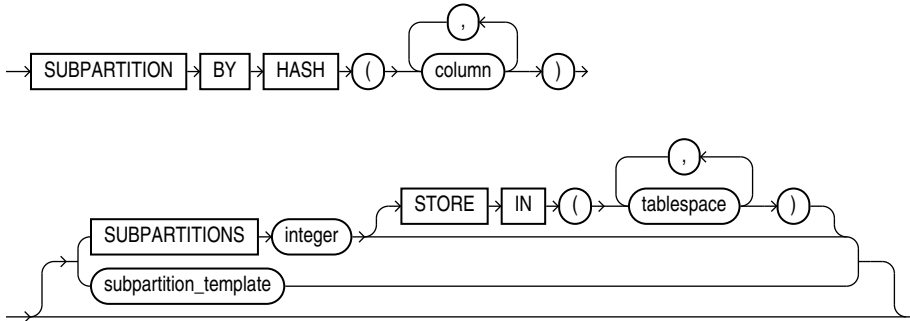 ,
SUBPARTITION BY HASH ( column )
,
STORE IN ( tablespace )
SUBPARTITIONS integer
subpartition_template